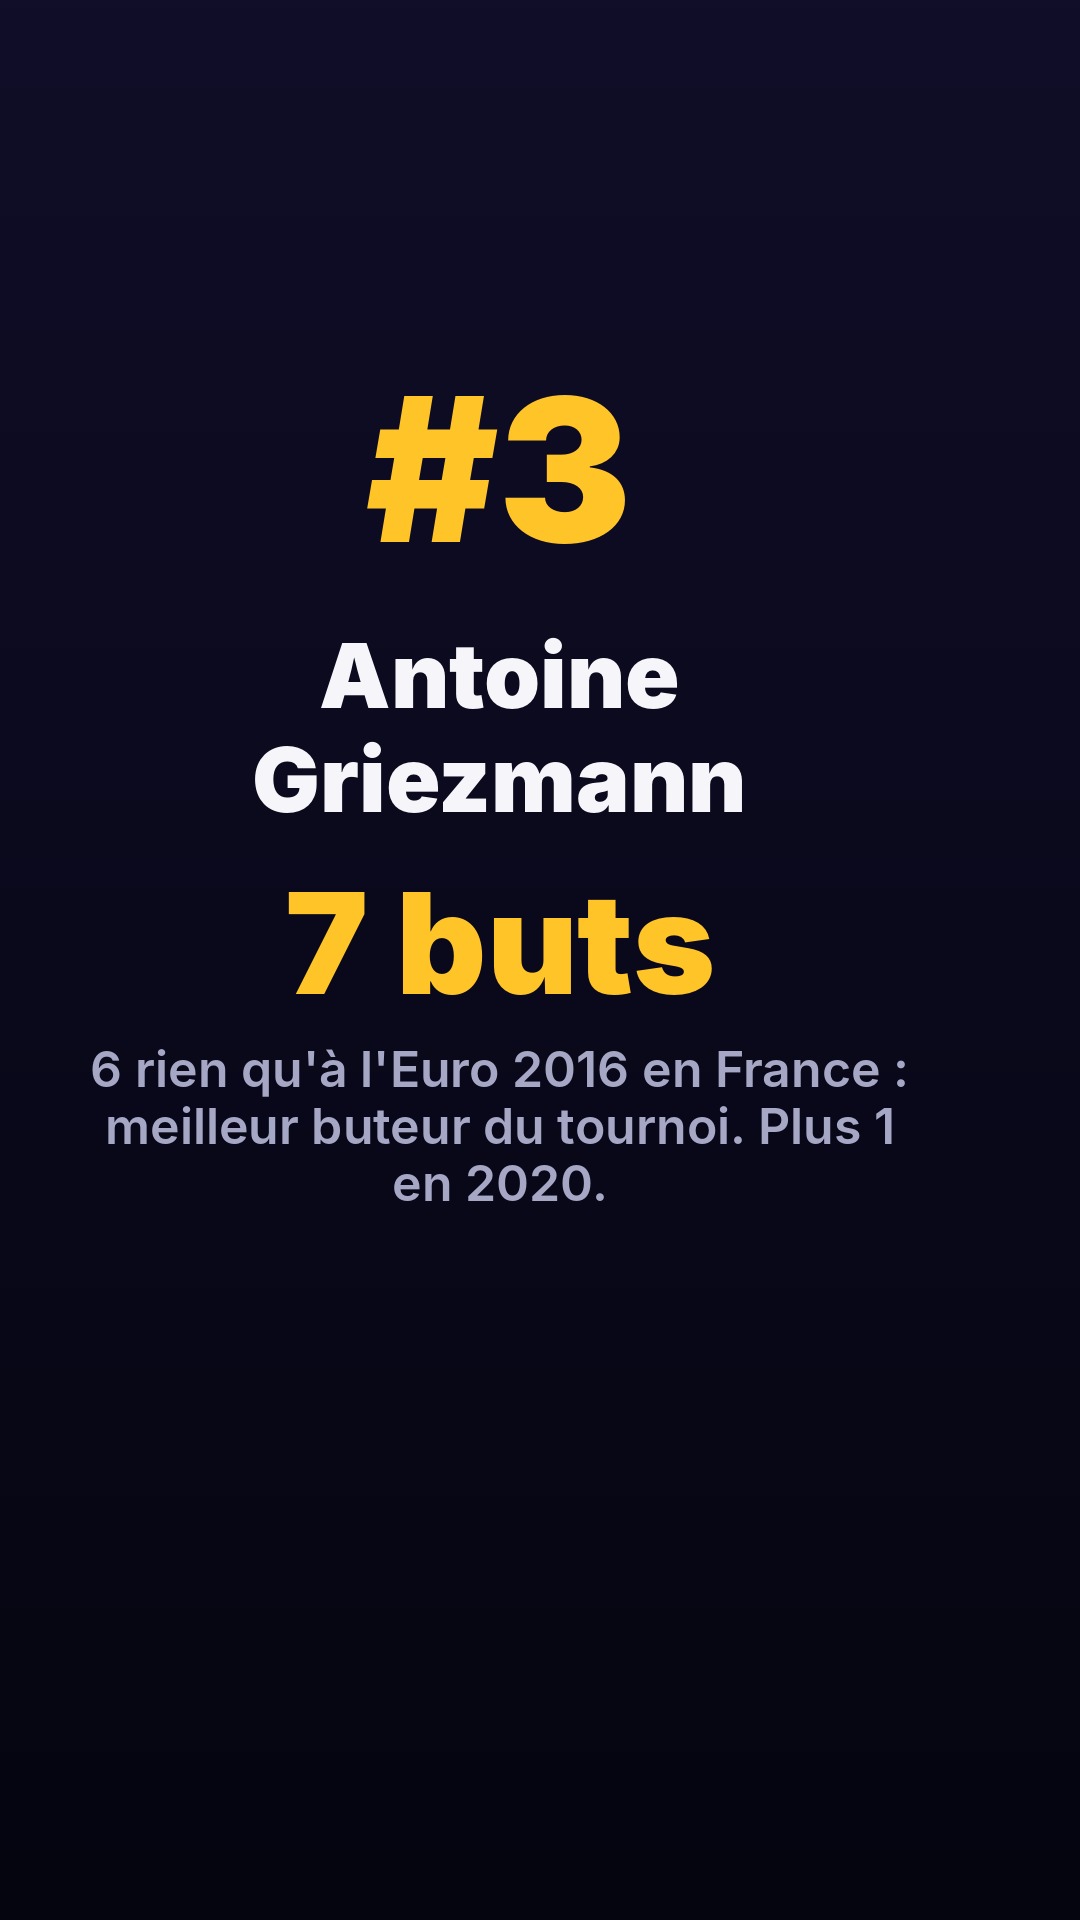 #3
Antoine
Griezmann
7 buts
6 rien qu'à l'Euro 2016 en France :
meilleur buteur du tournoi. Plus 1
en 2020.